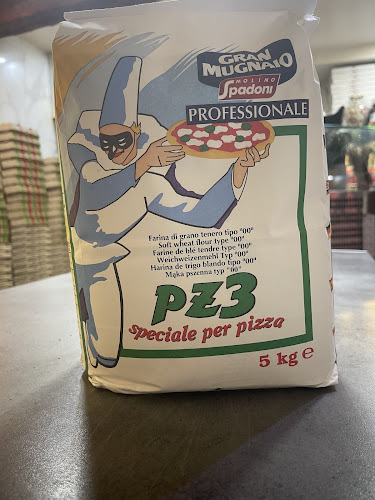 GRAN
MUGNAIO
MOLINO
Spadoni
PROFESSIONALE
Farina di grano tenero tipo "00"
Soft wheat flour type "00"
Farine de blé tendre type "00"
Weichweizenmehl Typ "00"
Harina de trigo blando tipo "00"
Mąka pszenna typ "00"
PZ3
speciale per pizza
5 kg e